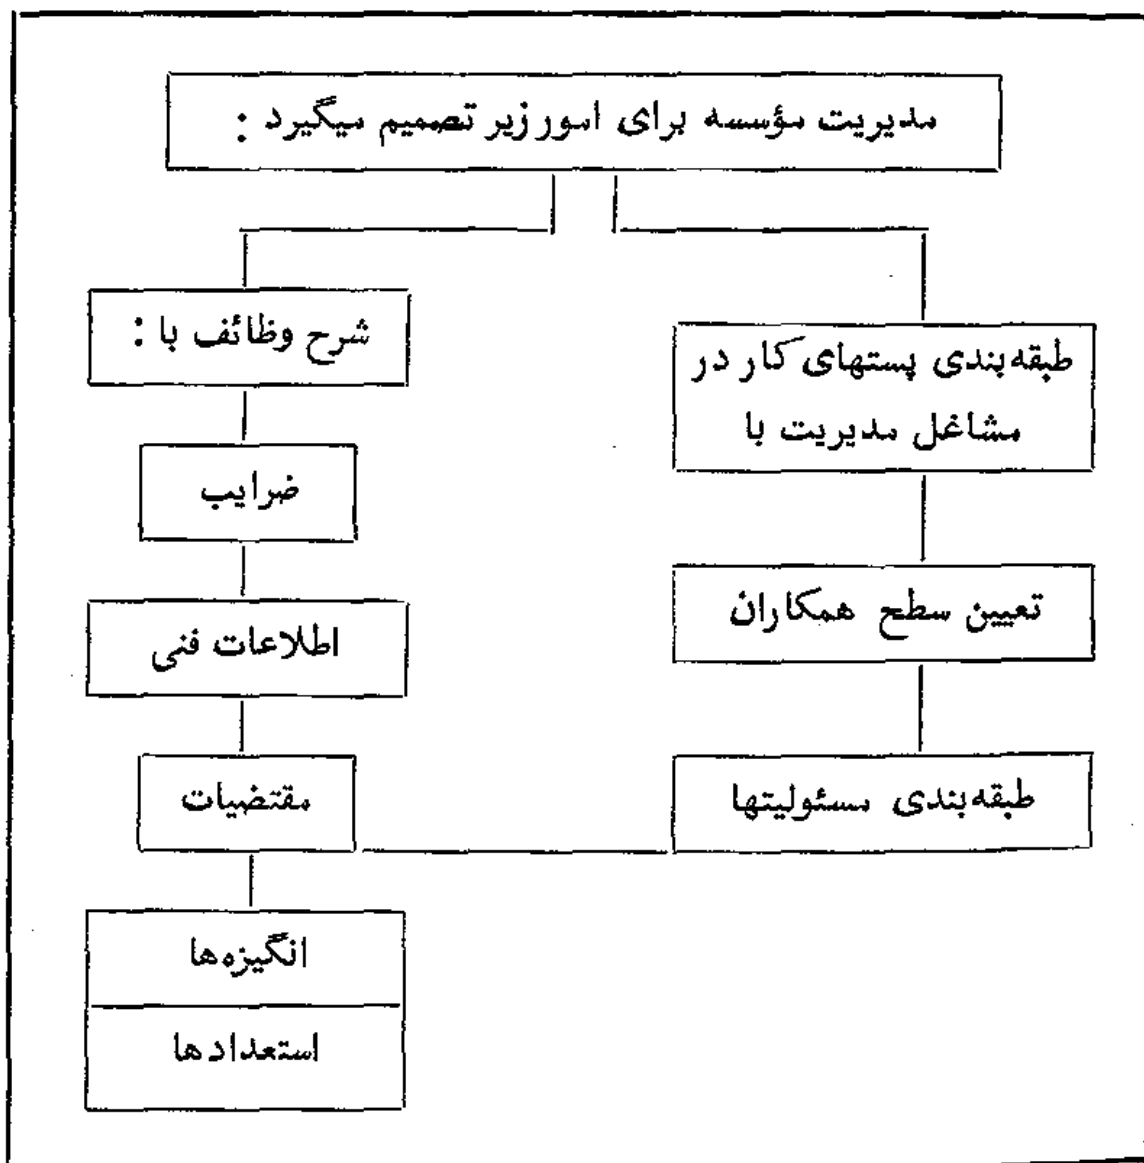 مدیریت مؤسسه برای امور زیر تصمیم میگیرد :
طبقه‌بندی پستهای کار در
مشاغل مدیریت با
تعیین سطح همکاران
طبقه‌بندی مسئولیتها
شرح وظائف با :
ضرایب
اطلاعات فنی
مقتضیات
انگیزه‌ها
استعدادها